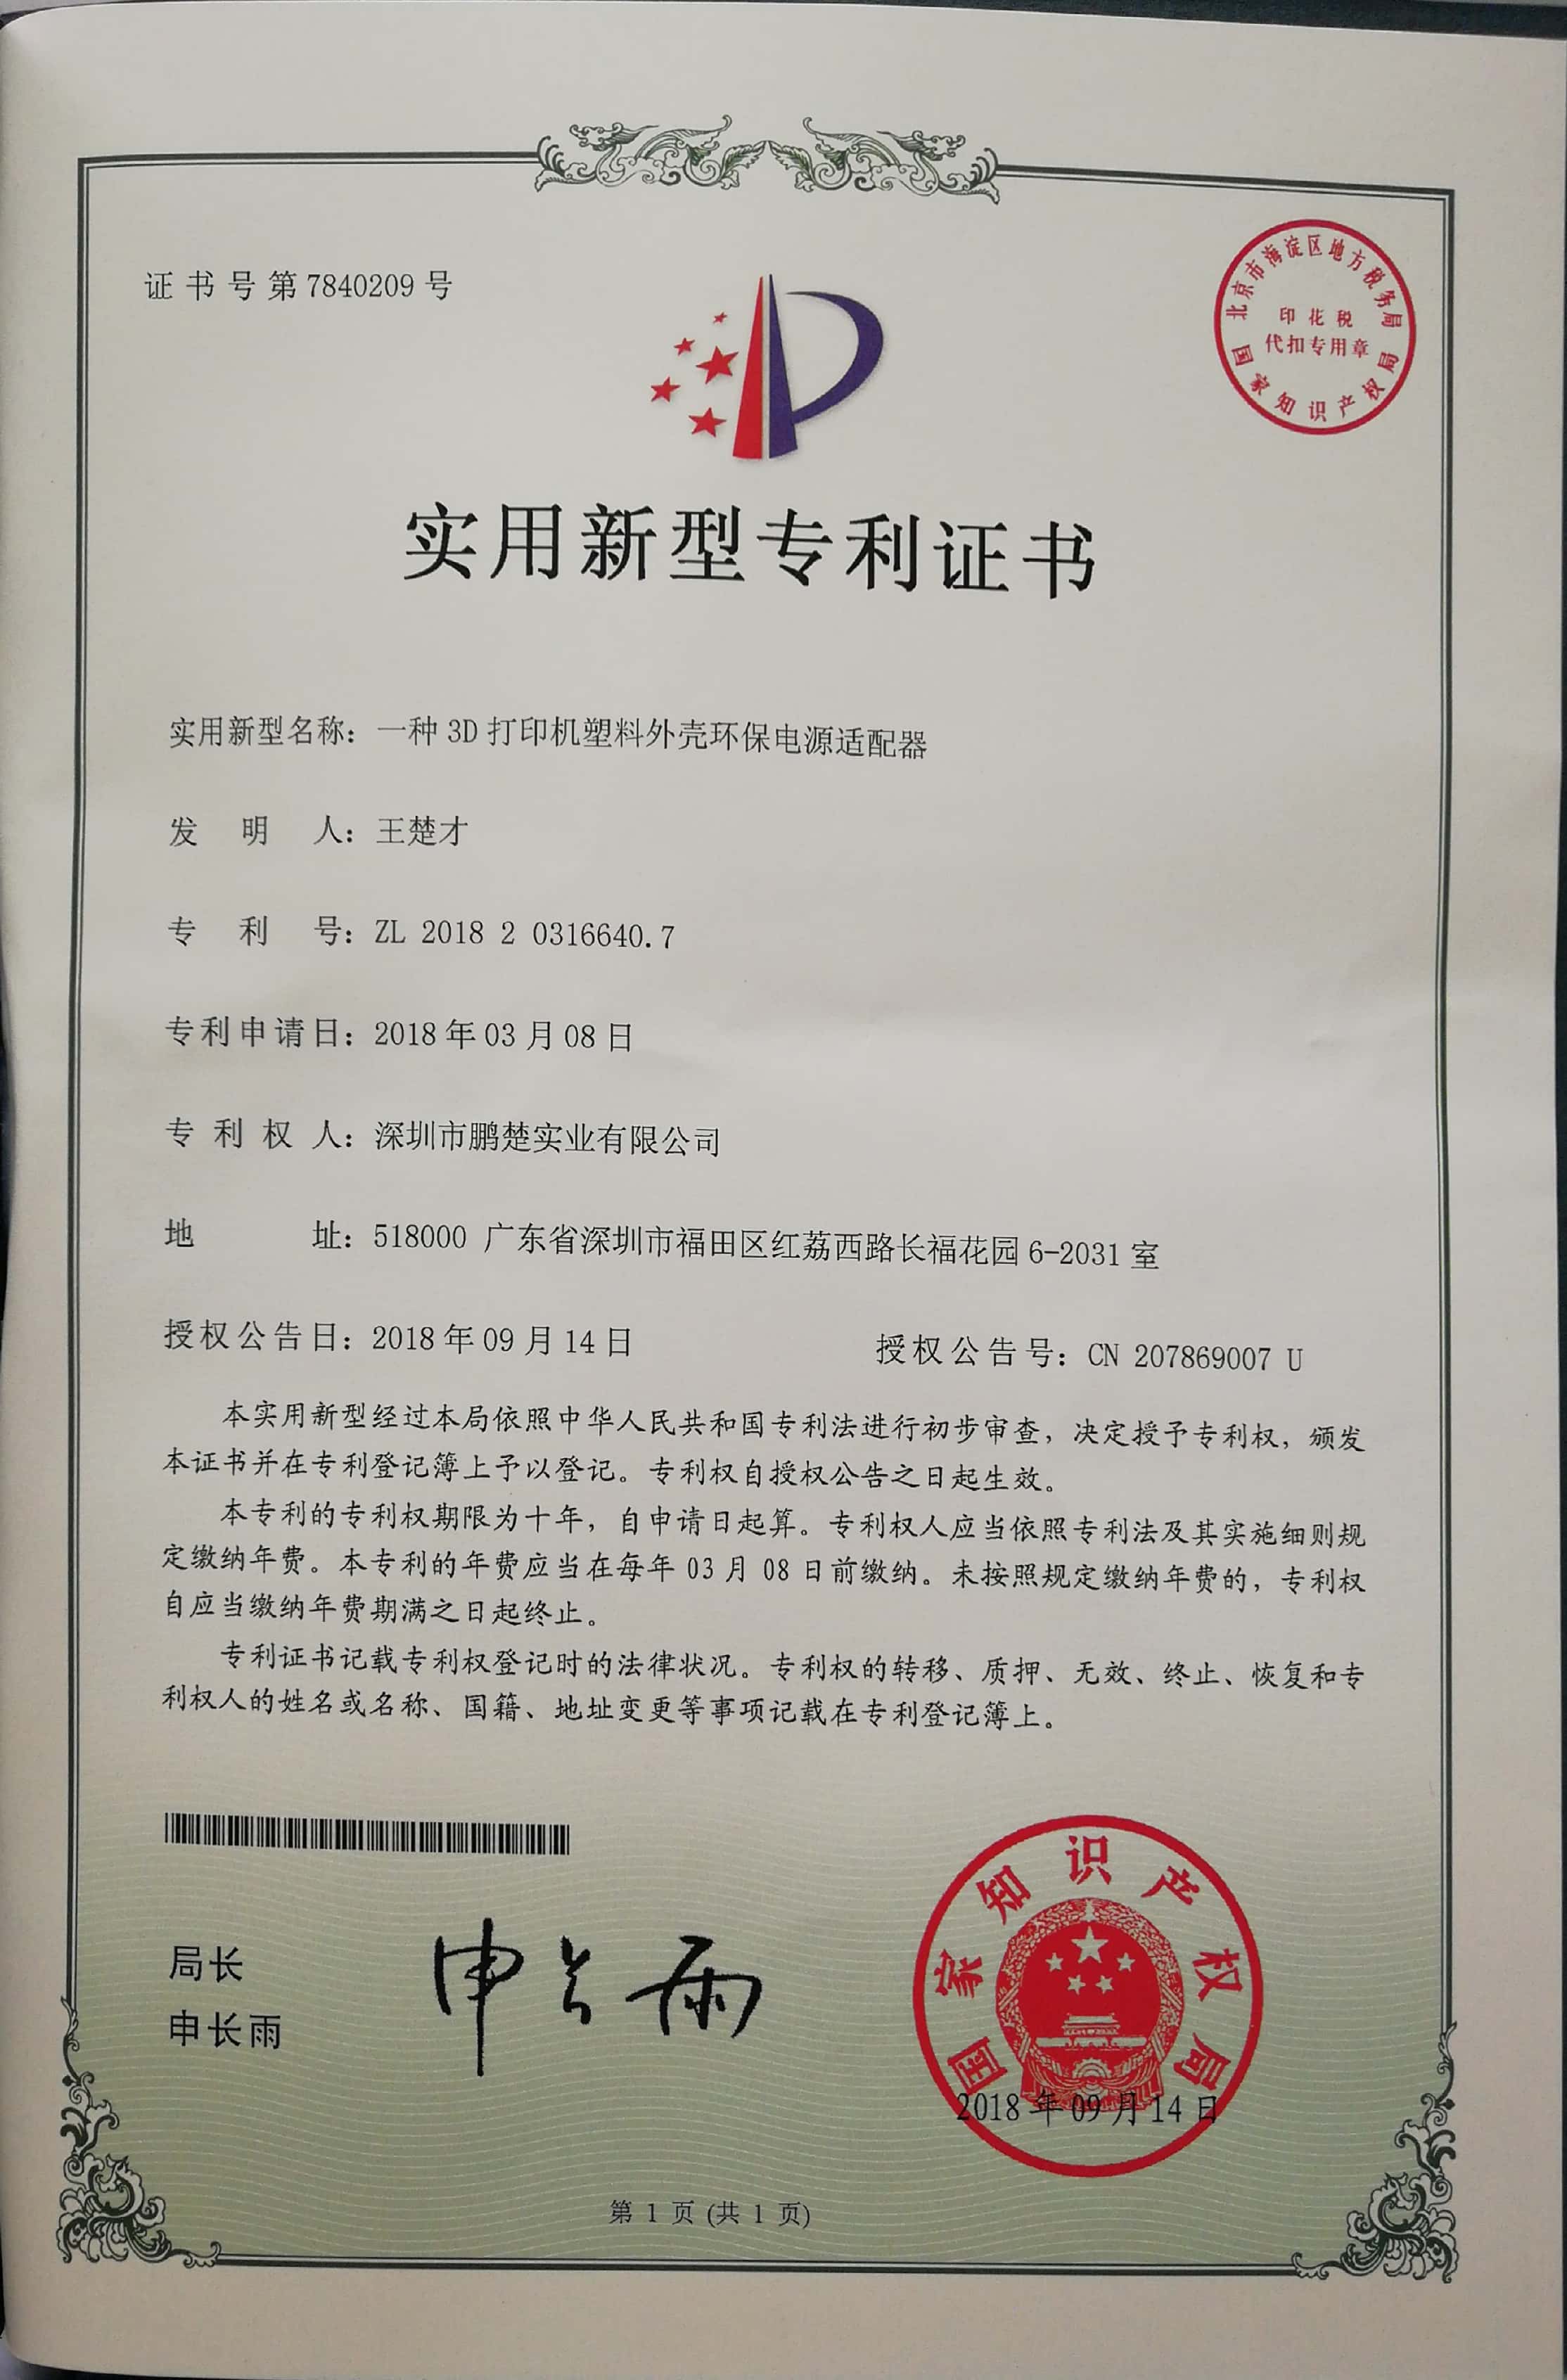 证书号第7840209号
北京市海淀区地方税务局
印花税
代扣专用章
国家知识产权局
实用新型专利证书
实用新型名称：一种3D打印机塑料外壳环保电源适配器
发明人：王楚才
专利号：ZL 2018 2 0316640.7
专利申请日：2018年03月08日
专利权人：深圳市鹏楚实业有限公司
地址：518000 广东省深圳市福田区红荔西路长福花园6-2031室
授权公告日：2018年09月14日 授权公告号：CN 207869007 U
本实用新型经过本局依照中华人民共和国专利法进行初步审查，决定授予专利权，颁发
本证书并在专利登记簿上予以登记。专利权自授权公告之日起生效。
本专利的专利权期限为十年，自申请日起算。专利权人应当依照专利法及其实施细则规
定缴纳年费。本专利的年费应当在每年03月08日前缴纳。未按照规定缴纳年费的，专利权
自应当缴纳年费期满之日起终止。
专利证书记载专利权登记时的法律状况。专利权的转移、质押、无效、终止、恢复和专
利权人的姓名或名称、国籍、地址变更等事项记载在专利登记簿上。
局长
申长雨
申长雨
国家知识产权局
2018年09月14日
第 1 页 (共 1 页)